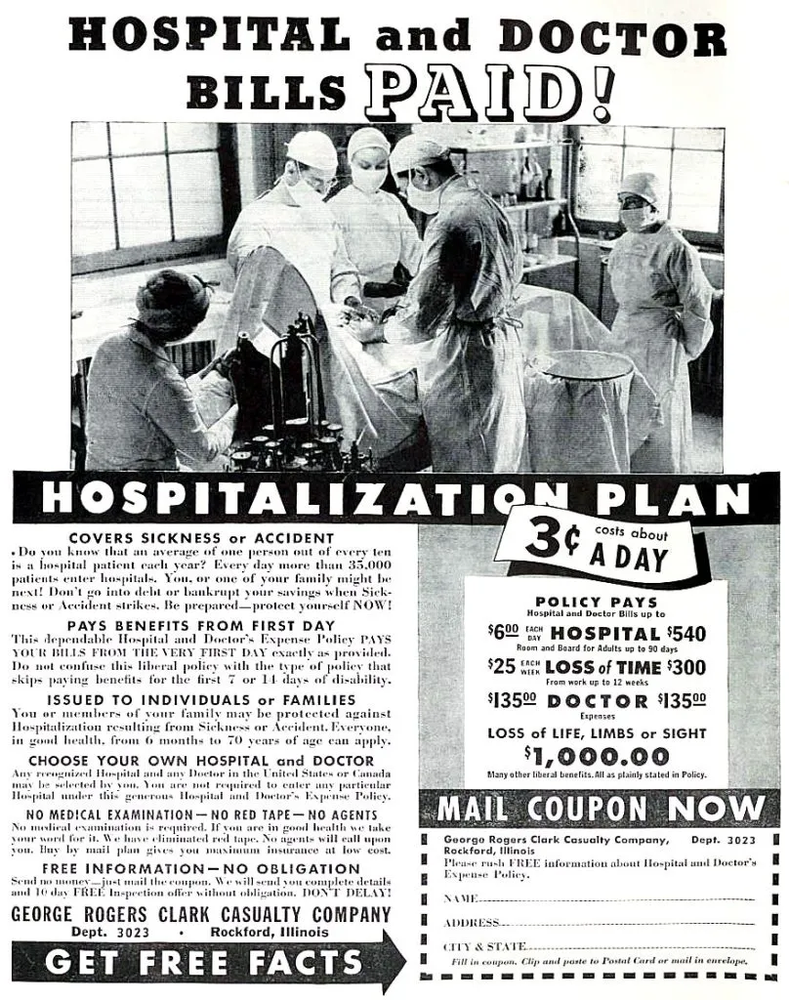 HOSPITAL and DOCTOR
BILLS PAID!
HOSPITALIZATION PLAN
COVERS SICKNESS or ACCIDENT
Do you know that an average of one person out of every ten
is a hospital patient each year? Every day more than 35,000
patients enter hospitals. You, or one of your family might be
next! Don't go into debt or bankrupt your savings when Sick-
ness or Accident strikes. Be prepared—protect yourself NOW!
PAYS BENEFITS FROM FIRST DAY
This dependable Hospital and Doctor's Expense Policy PAYS
YOUR BILLS FROM THE VERY FIRST DAY exactly as provided.
Do not confuse this liberal policy with the type of policy that
skips paying benefits for the first 7 or 14 days of disability.
ISSUED TO INDIVIDUALS or FAMILIES
You or members of your family may be protected against
Hospitalization resulting from Sickness or Accident. Everyone,
in good health, from 6 months to 70 years of age can apply.
CHOOSE YOUR OWN HOSPITAL and DOCTOR
Any recognized Hospital and any Doctor in the United States or Canada
may be selected by you. You are not required to enter any particular
Hospital under this generous Hospital and Doctor's Expense Policy.
NO MEDICAL EXAMINATION—NO RED TAPE—NO AGENTS
No medical examination is required. If you are in good health we take
your word for it. We have eliminated red tape. No agents will call upon
you. Buy by mail plan gives you maximum insurance at low cost.
FREE INFORMATION—NO OBLIGATION
Send no money—just mail the coupon. We will send you complete details
and 10 day FREE Inspection offer without obligation. DON'T DELAY!
GEORGE ROGERS CLARK CASUALTY COMPANY
Dept. 3023 • Rockford, Illinois
GET FREE FACTS
costs about
3¢ A DAY
POLICY PAYS
Hospital and Doctor Bills up to
$6.00 EACH DAY HOSPITAL $540
Room and Board for Adults up to 90 days
$25 EACH WEEK LOSS of TIME $300
From work up to 12 weeks
$135.00 DOCTOR $135.00
Expenses
LOSS of LIFE, LIMBS or SIGHT
$1,000.00
Many other liberal benefits. All as plainly stated in Policy.
MAIL COUPON NOW
George Rogers Clark Casualty Company, Dept. 3023
Rockford, Illinois
Please rush FREE information about Hospital and Doctor's
Expense Policy.
NAME
ADDRESS
CITY & STATE
Fill in coupon. Clip and paste to Postal Card or mail in envelope.